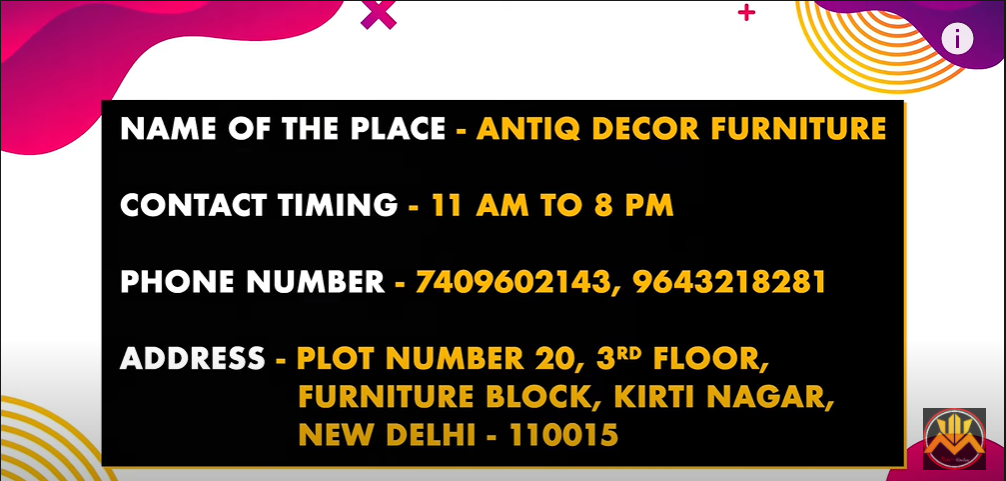 NAME OF THE PLACE - ANTIQ DECOR FURNITURE
CONTACT TIMING - 11 AM TO 8 PM
PHONE NUMBER - 7409602143, 9643218281
ADDRESS - PLOT NUMBER 20, 3RD FLOOR,
FURNITURE BLOCK, KIRTI NAGAR,
NEW DELHI - 110015